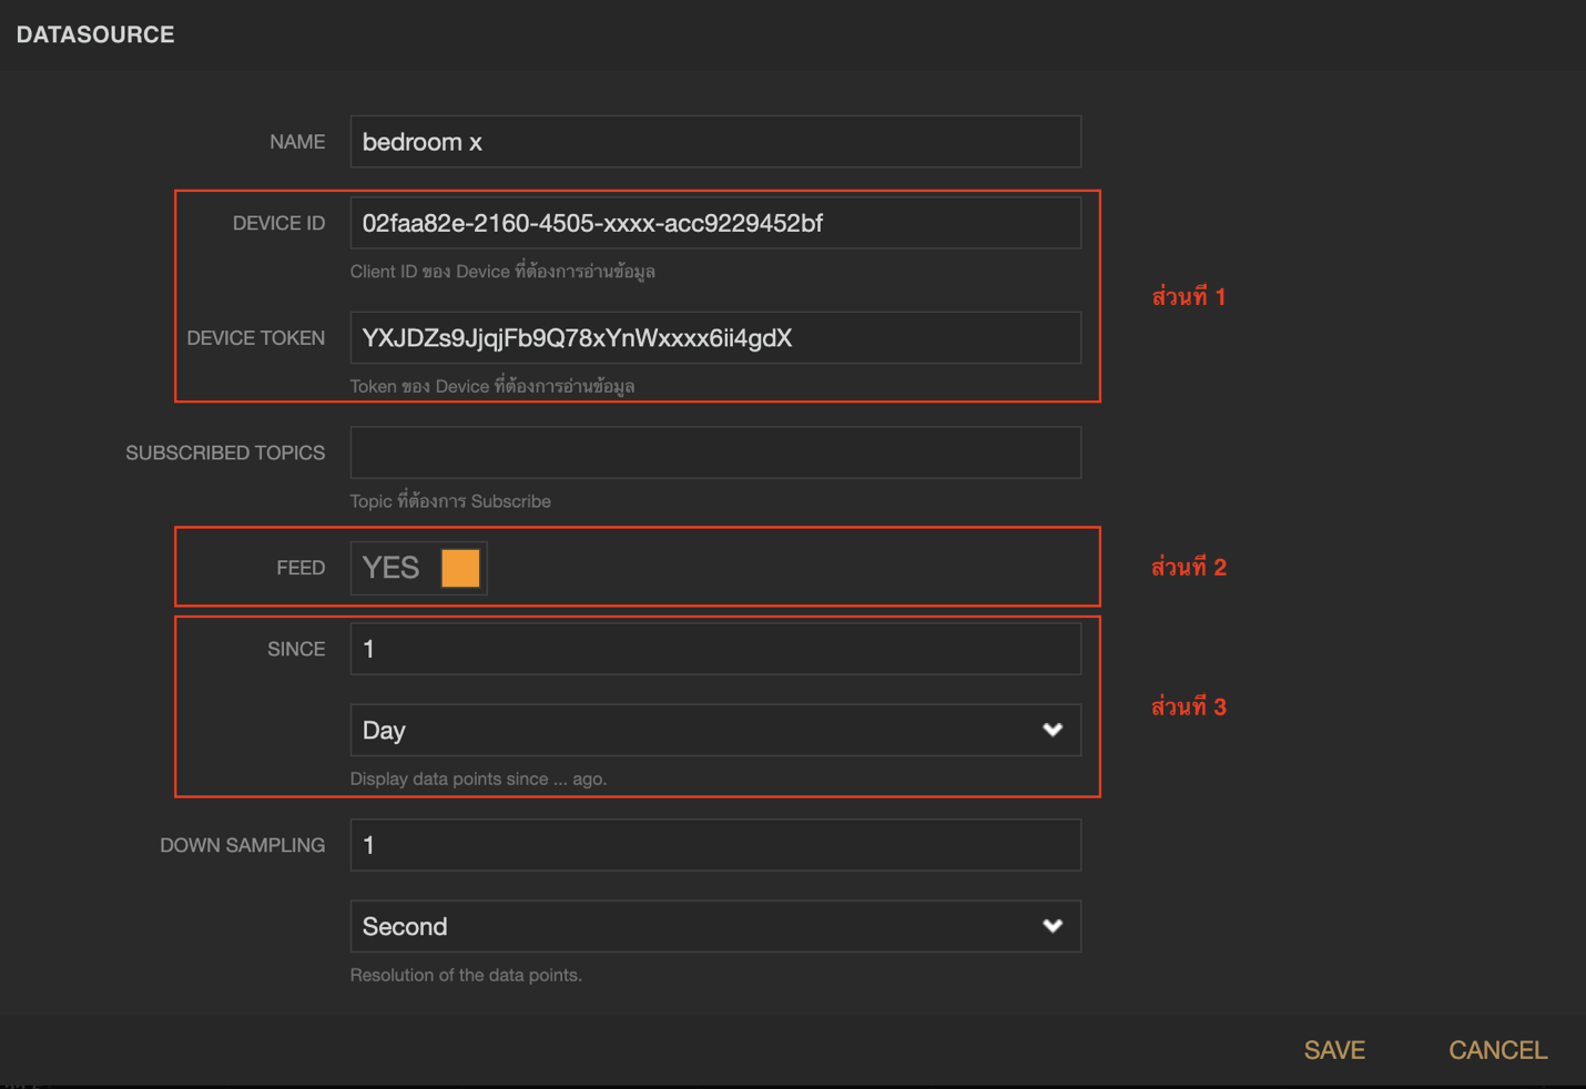 DATASOURCE
NAME
bedroom x
DEVICE ID
02faa82e-2160-4505-xxxx-acc9229452bf
Client ID ของ Device ที่ต้องการอ่านข้อมูล
ส่วนที่ 1
DEVICE TOKEN
YXJDZs9JjqjFb9Q78xYnWxxxx6ii4gdX
Token ของ Device ที่ต้องการอ่านข้อมูล
SUBSCRIBED TOPICS
Topic ที่ต้องการ Subscribe
FEED
YES
ส่วนที่ 2
SINCE
1
ส่วนที่ 3
Day
Display data points since ... ago.
DOWN SAMPLING
1
Second
Resolution of the data points.
SAVE
CANCEL